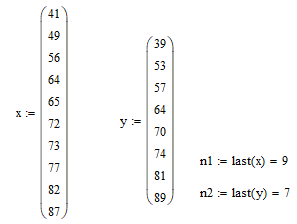 x := (41 49 56 64 65 72 73 77 82 87)
y := (39 53 57 64 70 74 81 89)
n1 := last(x) = 9
n2 := last(y) = 7